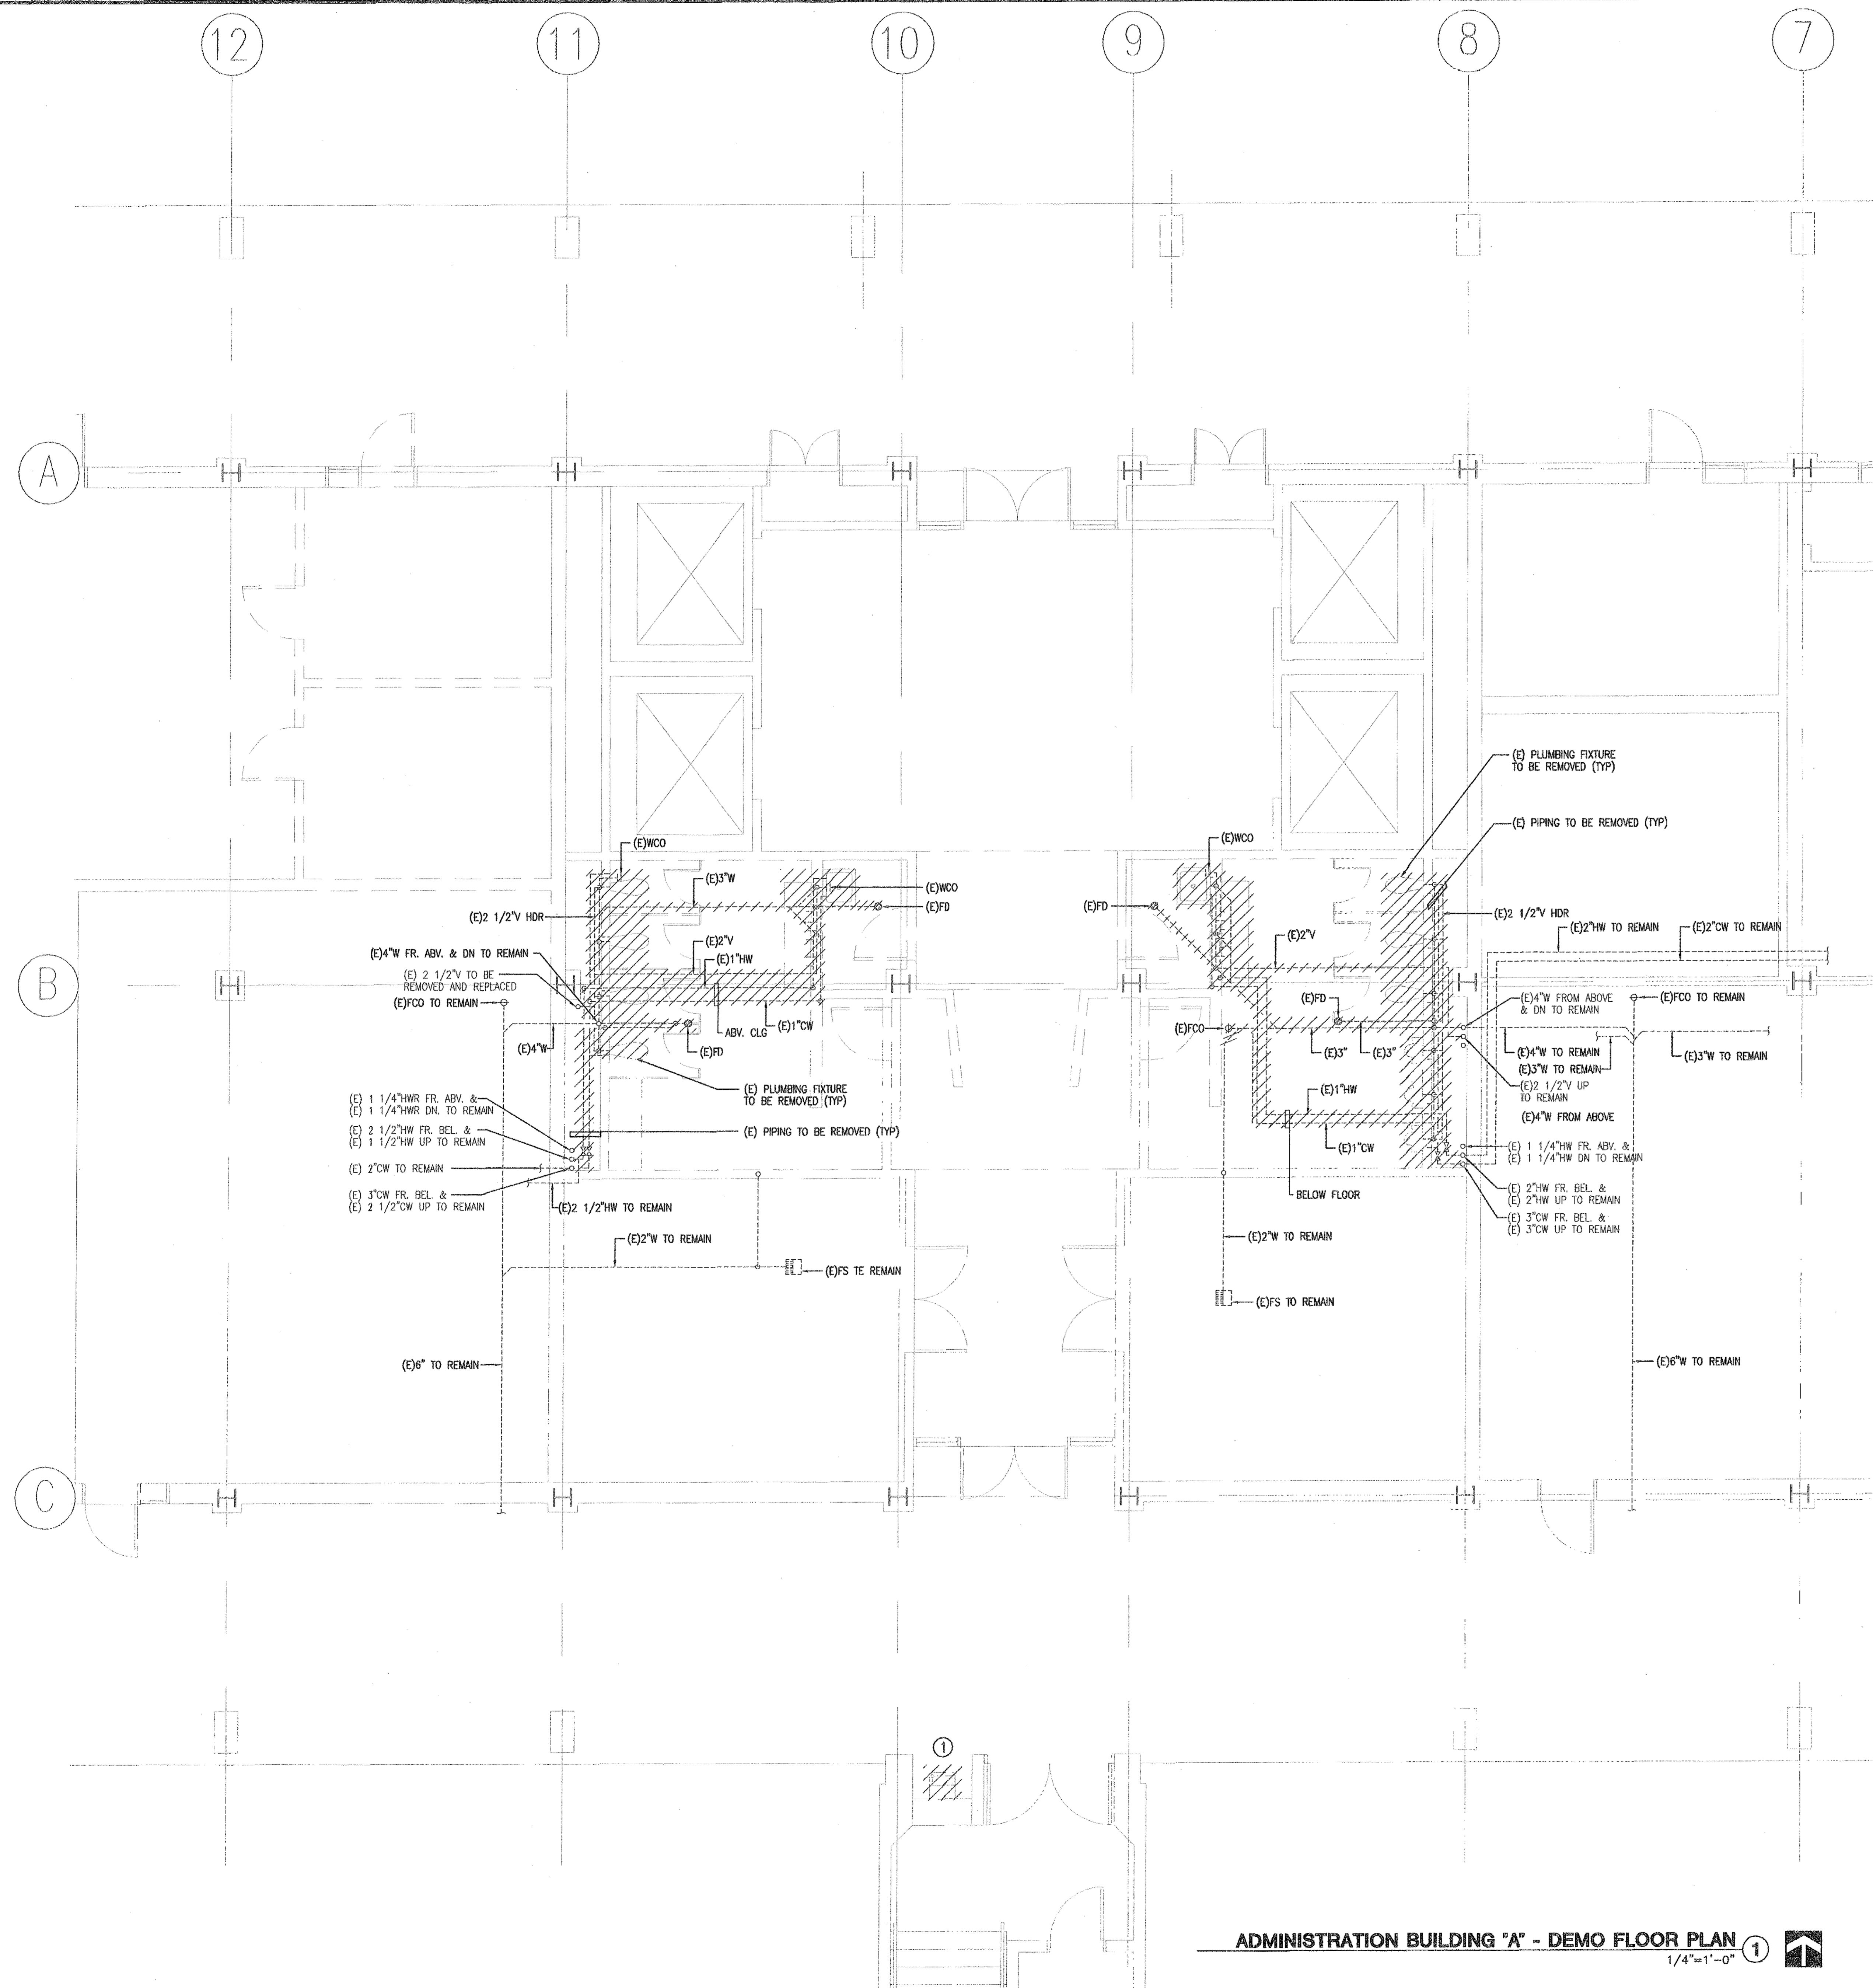 12
11
10
9
8
7
A
(E) PLUMBING FIXTURE
TO BE REMOVED (TYP)
(E) PIPING TO BE REMOVED (TYP)
(E)WCO
(E)WCO
(E)3"W
(E)WCO
(E)FD
(E)FD
(E)2 1/2"V HDR
(E)2 1/2"V HDR
(E)2"HW TO REMAIN
(E)2"CW TO REMAIN
(E)2"V
(E)2"V
(E)4"W FR. ABV. & DN TO REMAIN
(E)1"HW
(E) 2 1/2"V TO BE
REMOVED AND REPLACED
B
(E)FCO TO REMAIN
(E)FD
(E)4"W FROM ABOVE
& DN TO REMAIN
(E)FCO TO REMAIN
(E)1"CW
ABV. CLG
(E)FCO
(E)4"W
(E)FD
(E)3"
(E)3"
(E)4"W TO REMAIN
(E)3"W TO REMAIN
(E)3"W TO REMAIN
(E)2 1/2"V UP
TO REMAIN
(E) PLUMBING FIXTURE
TO BE REMOVED (TYP)
(E)1"HW
(E) 1 1/4"HWR FR. ABV. &
(E) 1 1/4"HWR DN. TO REMAIN
(E)4"W FROM ABOVE
(E) 2 1/2"HW FR. BEL. &
(E) 1 1/2"HW UP TO REMAIN
(E) PIPING TO BE REMOVED (TYP)
(E)1"CW
(E) 1 1/4"HW FR. ABV. &
(E) 1 1/4"HW DN TO REMAIN
(E) 2"CW TO REMAIN
(E) 3"CW FR. BEL. &
(E) 2 1/2"CW UP TO REMAIN
(E)2 1/2"HW TO REMAIN
BELOW FLOOR
(E) 2"HW FR. BEL. &
(E) 2"HW UP TO REMAIN
(E) 3"CW FR. BEL. &
(E) 3"CW UP TO REMAIN
(E)2"W TO REMAIN
(E)2"W TO REMAIN
(E)FS TE REMAIN
(E)FS TO REMAIN
(E)6" TO REMAIN
(E)6"W TO REMAIN
C
1
ADMINISTRATION BUILDING "A" - DEMO FLOOR PLAN 1
1/4"=1'-0"